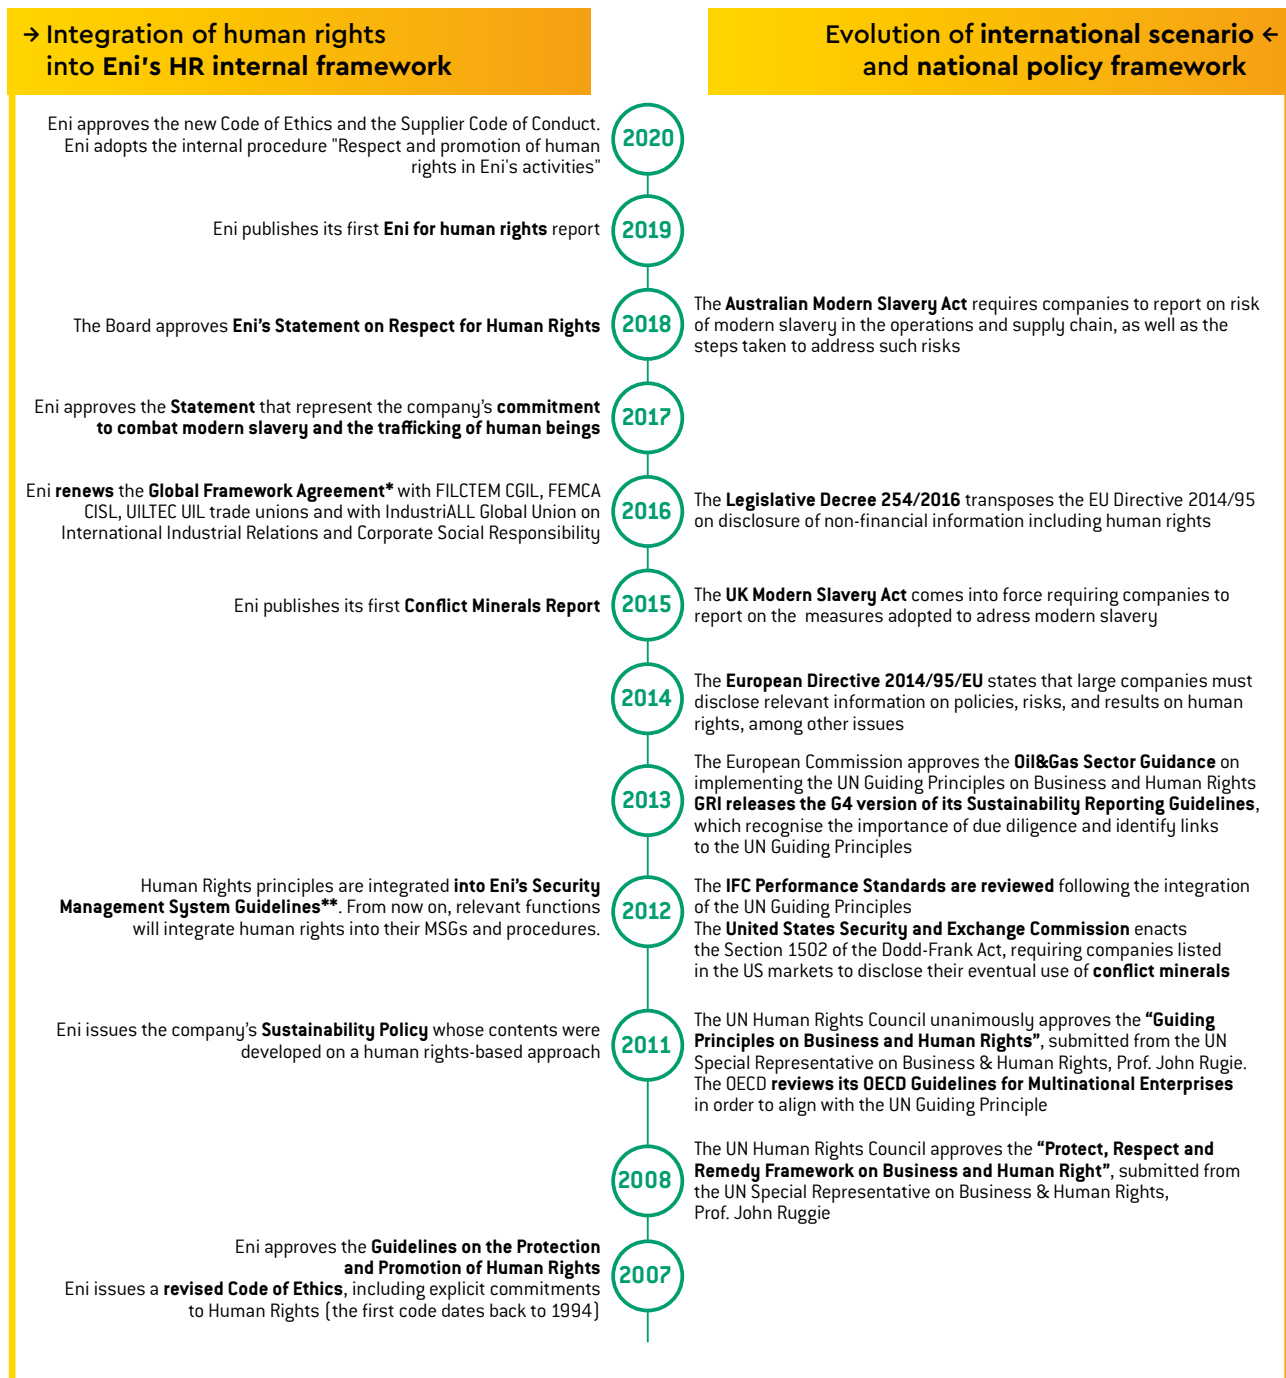 → Integration of human rights
into Eni's HR internal framework
Evolution of international scenario ←
and national policy framework
Eni approves the new Code of Ethics and the Supplier Code of Conduct.
Eni adopts the internal procedure "Respect and promotion of human
rights in Eni's activities"
2020
Eni publishes its first Eni for human rights report
2019
The Board approves Eni's Statement on Respect for Human Rights
2018
The Australian Modern Slavery Act requires companies to report on risk
of modern slavery in the operations and supply chain, as well as the
steps taken to address such risks
Eni approves the Statement that represent the company's commitment
to combat modern slavery and the trafficking of human beings
2017
Eni renews the Global Framework Agreement* with FILCTEM CGIL, FEMCA
CISL, UILTEC UIL trade unions and with IndustriALL Global Union on
International Industrial Relations and Corporate Social Responsibility
2016
The Legislative Decree 254/2016 transposes the EU Directive 2014/95
on disclosure of non-financial information including human rights
Eni publishes its first Conflict Minerals Report
2015
The UK Modern Slavery Act comes into force requiring companies to
report on the measures adopted to adress modern slavery
2014
The European Directive 2014/95/EU states that large companies must
disclose relevant information on policies, risks, and results on human
rights, among other issues
2013
The European Commission approves the Oil&Gas Sector Guidance on
implementing the UN Guiding Principles on Business and Human Rights
GRI releases the G4 version of its Sustainability Reporting Guidelines,
which recognise the importance of due diligence and identify links
to the UN Guiding Principles
Human Rights principles are integrated into Eni's Security
Management System Guidelines**. From now on, relevant functions
will integrate human rights into their MSGs and procedures.
2012
The IFC Performance Standards are reviewed following the integration
of the UN Guiding Principles
The United States Security and Exchange Commission enacts
the Section 1502 of the Dodd-Frank Act, requiring companies listed
in the US markets to disclose their eventual use of conflict minerals
Eni issues the company's Sustainability Policy whose contents were
developed on a human rights-based approach
2011
The UN Human Rights Council unanimously approves the "Guiding
Principles on Business and Human Rights", submitted from the UN
Special Representative on Business & Human Rights, Prof. John Rugie.
The OECD reviews its OECD Guidelines for Multinational Enterprises
in order to align with the UN Guiding Principle
2008
The UN Human Rights Council approves the "Protect, Respect and
Remedy Framework on Business and Human Right", submitted from
the UN Special Representative on Business & Human Rights,
Prof. John Ruggie
Eni approves the Guidelines on the Protection
and Promotion of Human Rights
Eni issues a revised Code of Ethics, including explicit commitments
to Human Rights (the first code dates back to 1994)
2007